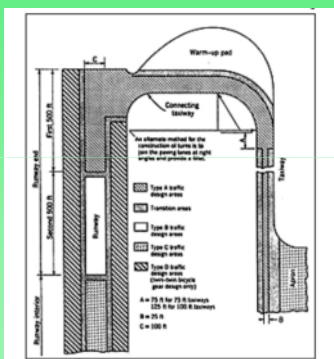 C
Warm-up pad
Connecting
taxiway
An alternate method for the
construction of turns is to
join the paving lanes at right
angles and provide a fillet.
A
Taxiway
Runway end
First 500 ft
Second 500 ft
Runway
Runway interior
Type A traffic
design areas
Transition areas
Type B traffic
design areas
Type C traffic
design areas
Type D traffic
design areas
(twin-twin bicycle
gear design only)
A = 75 ft for 75 ft taxiways
125 ft for 100 ft taxiways
B = 25 ft
C = 100 ft
Apron
B